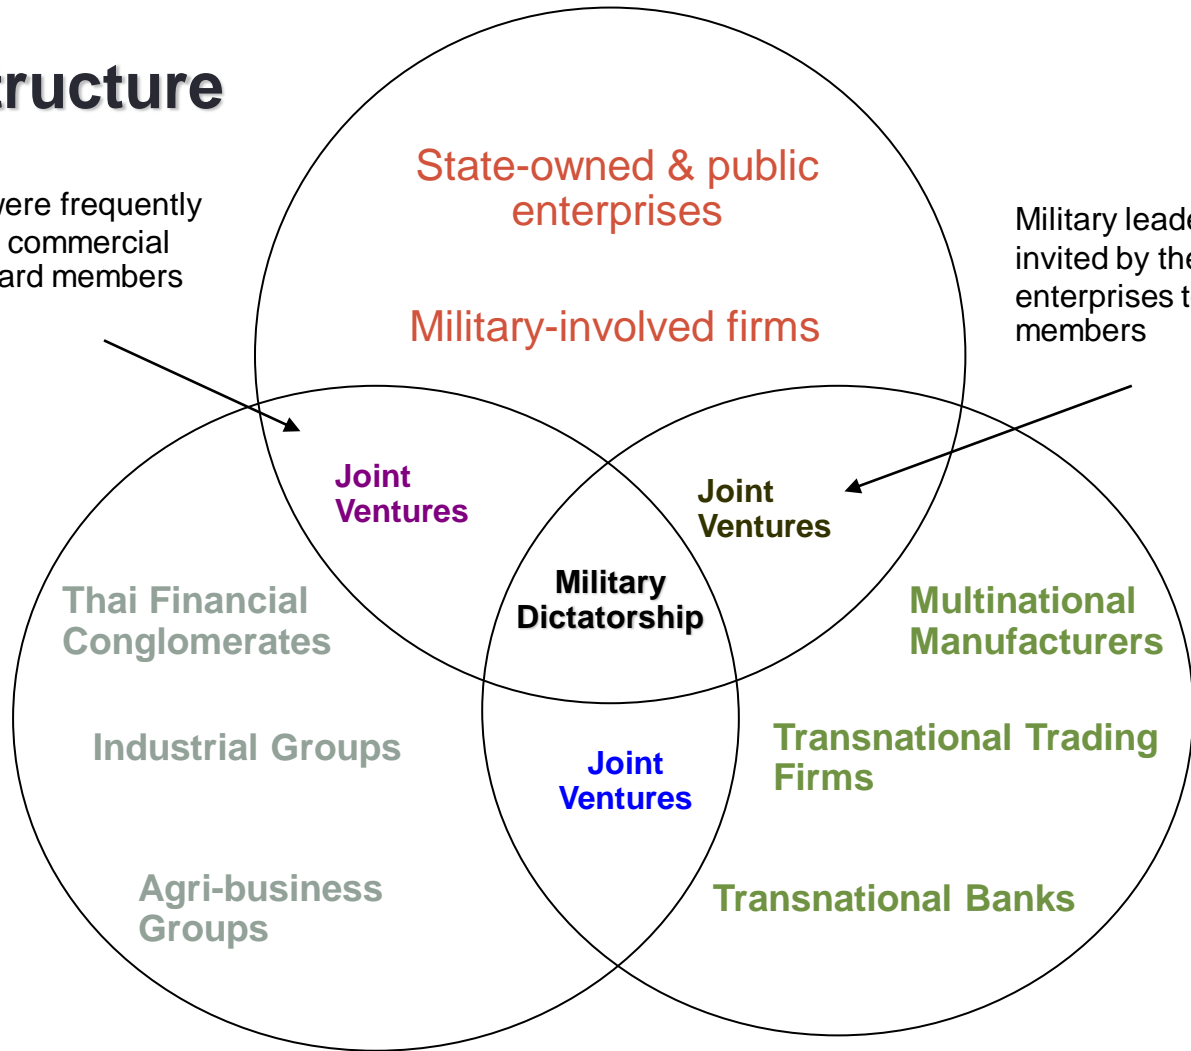 tructure
were frequently
commercial
ard members
State-owned & public
enterprises
Military-involved firms
Military leade
invited by the
enterprises t
members
Joint
Ventures
Joint
Ventures
Military
Dictatorship
Thai Financial
Conglomerates
Multinational
Manufacturers
Industrial Groups
Joint
Ventures
Transnational Trading
Firms
Agri-business
Groups
Transnational Banks